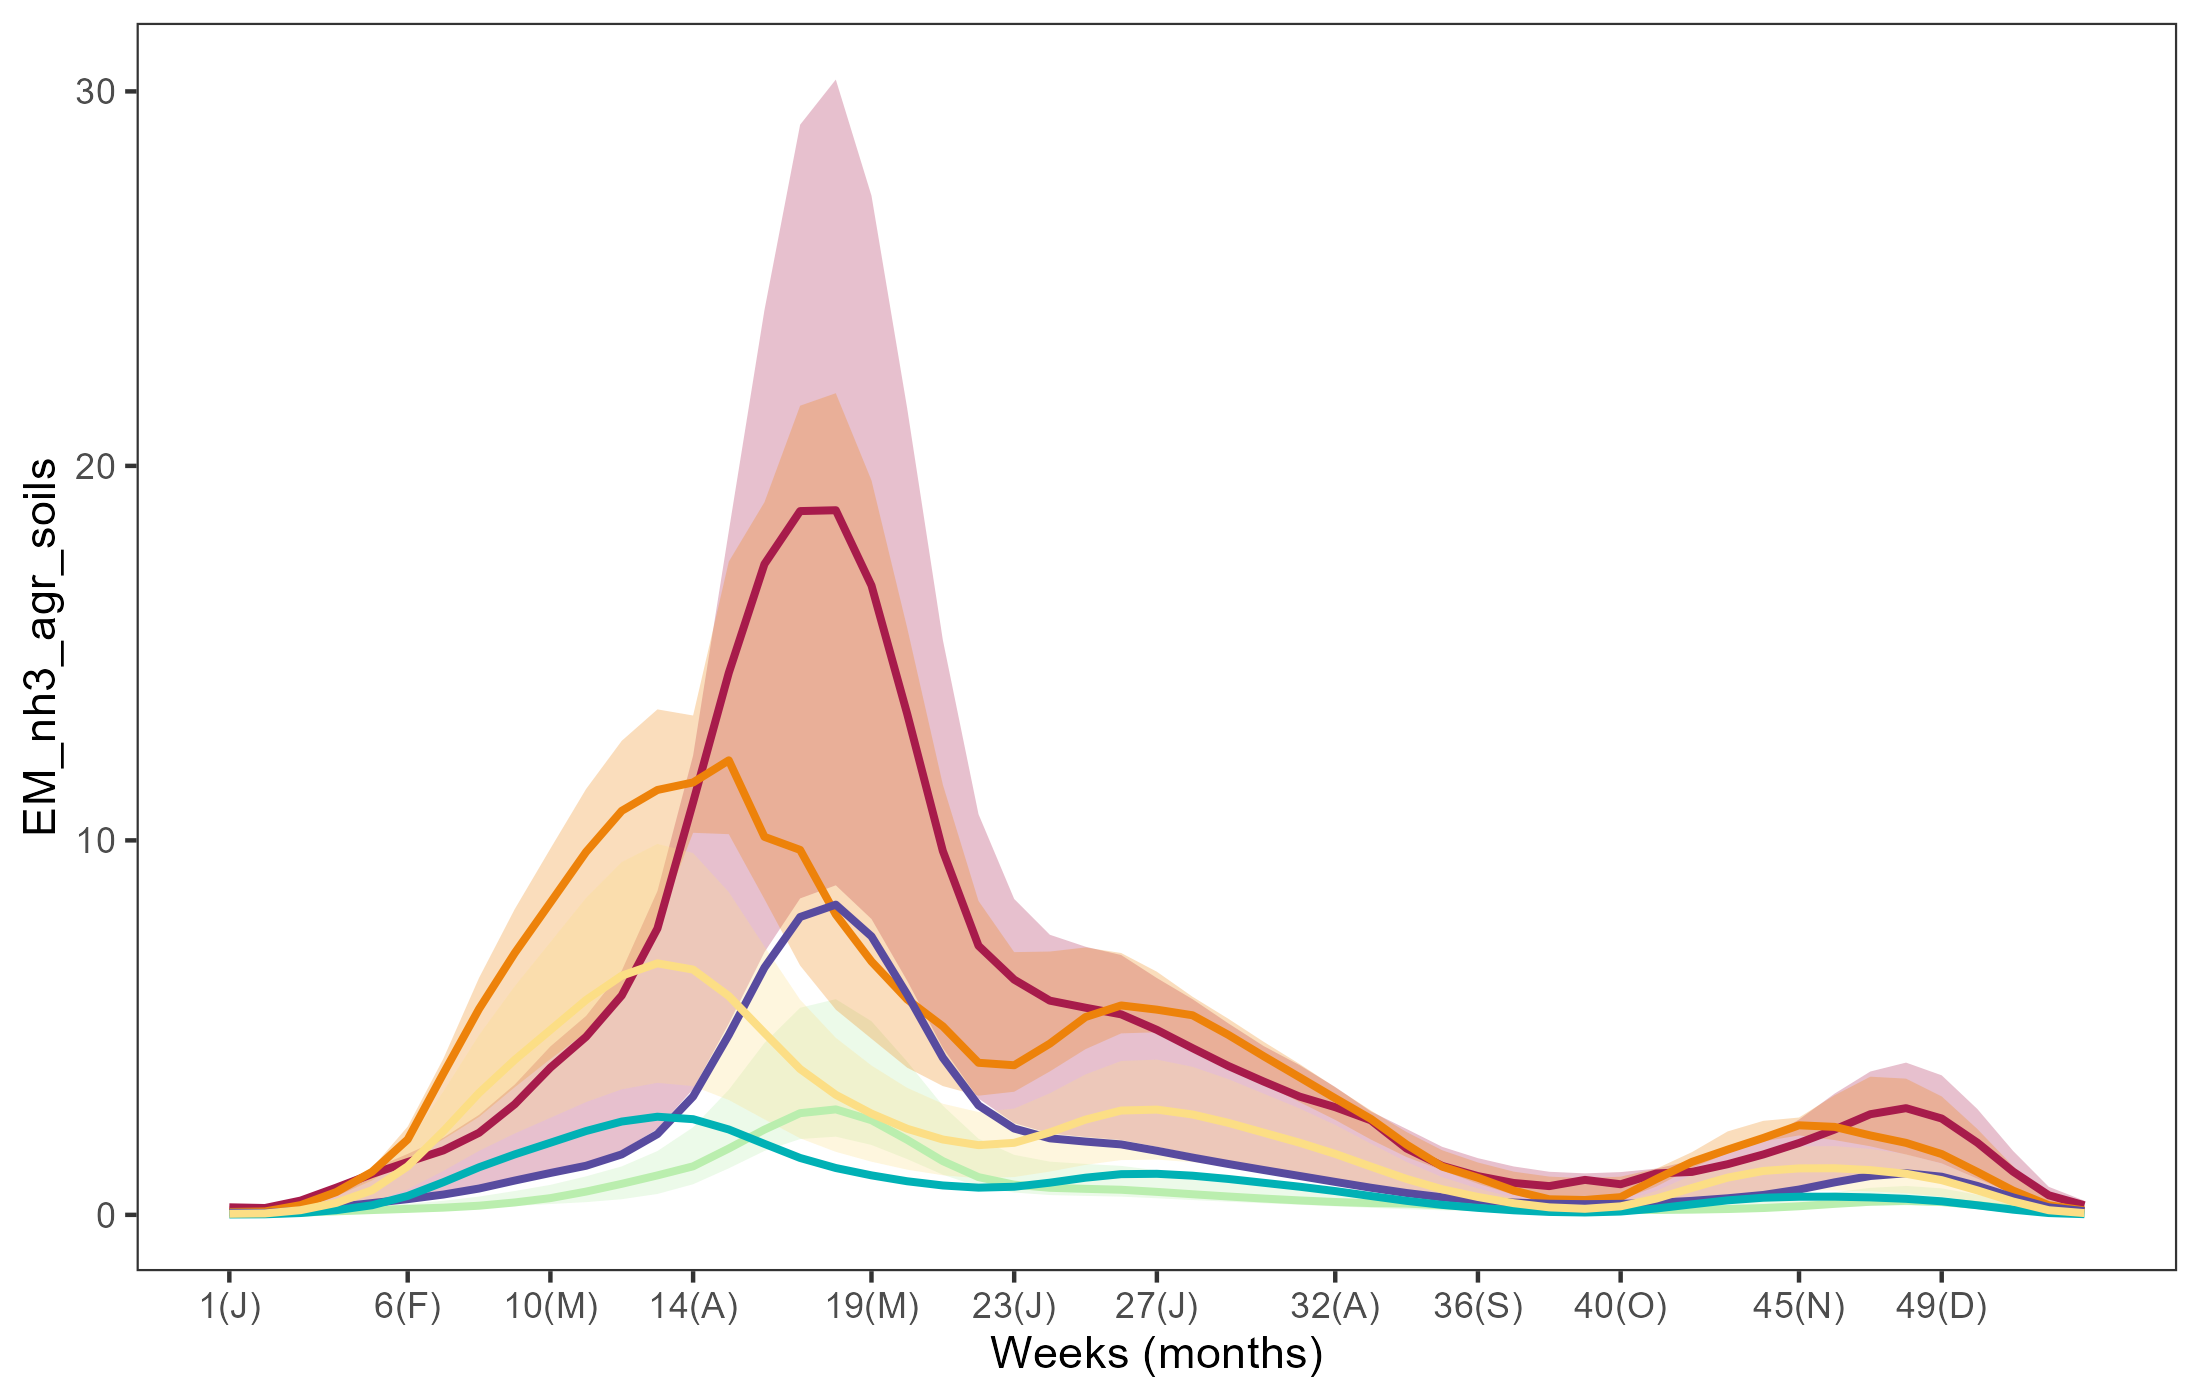 30
20
10
0
EM_nh3_agr_soils
1(J) 6(F) 10(M) 14(A) 19(M) 23(J) 27(J) 32(A) 36(S) 40(O) 45(N) 49(D)
Weeks (months)